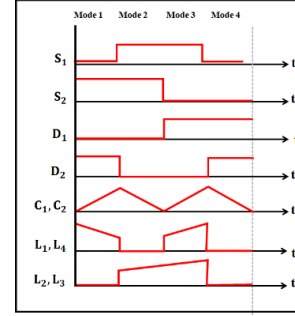 Mode 1 Mode 2 Mode 3 Mode 4
S₁ t
S₂ t
D₁ t
D₂ t
C₁, C₂ t
L₁, L₄ t
L₂, L₃ t